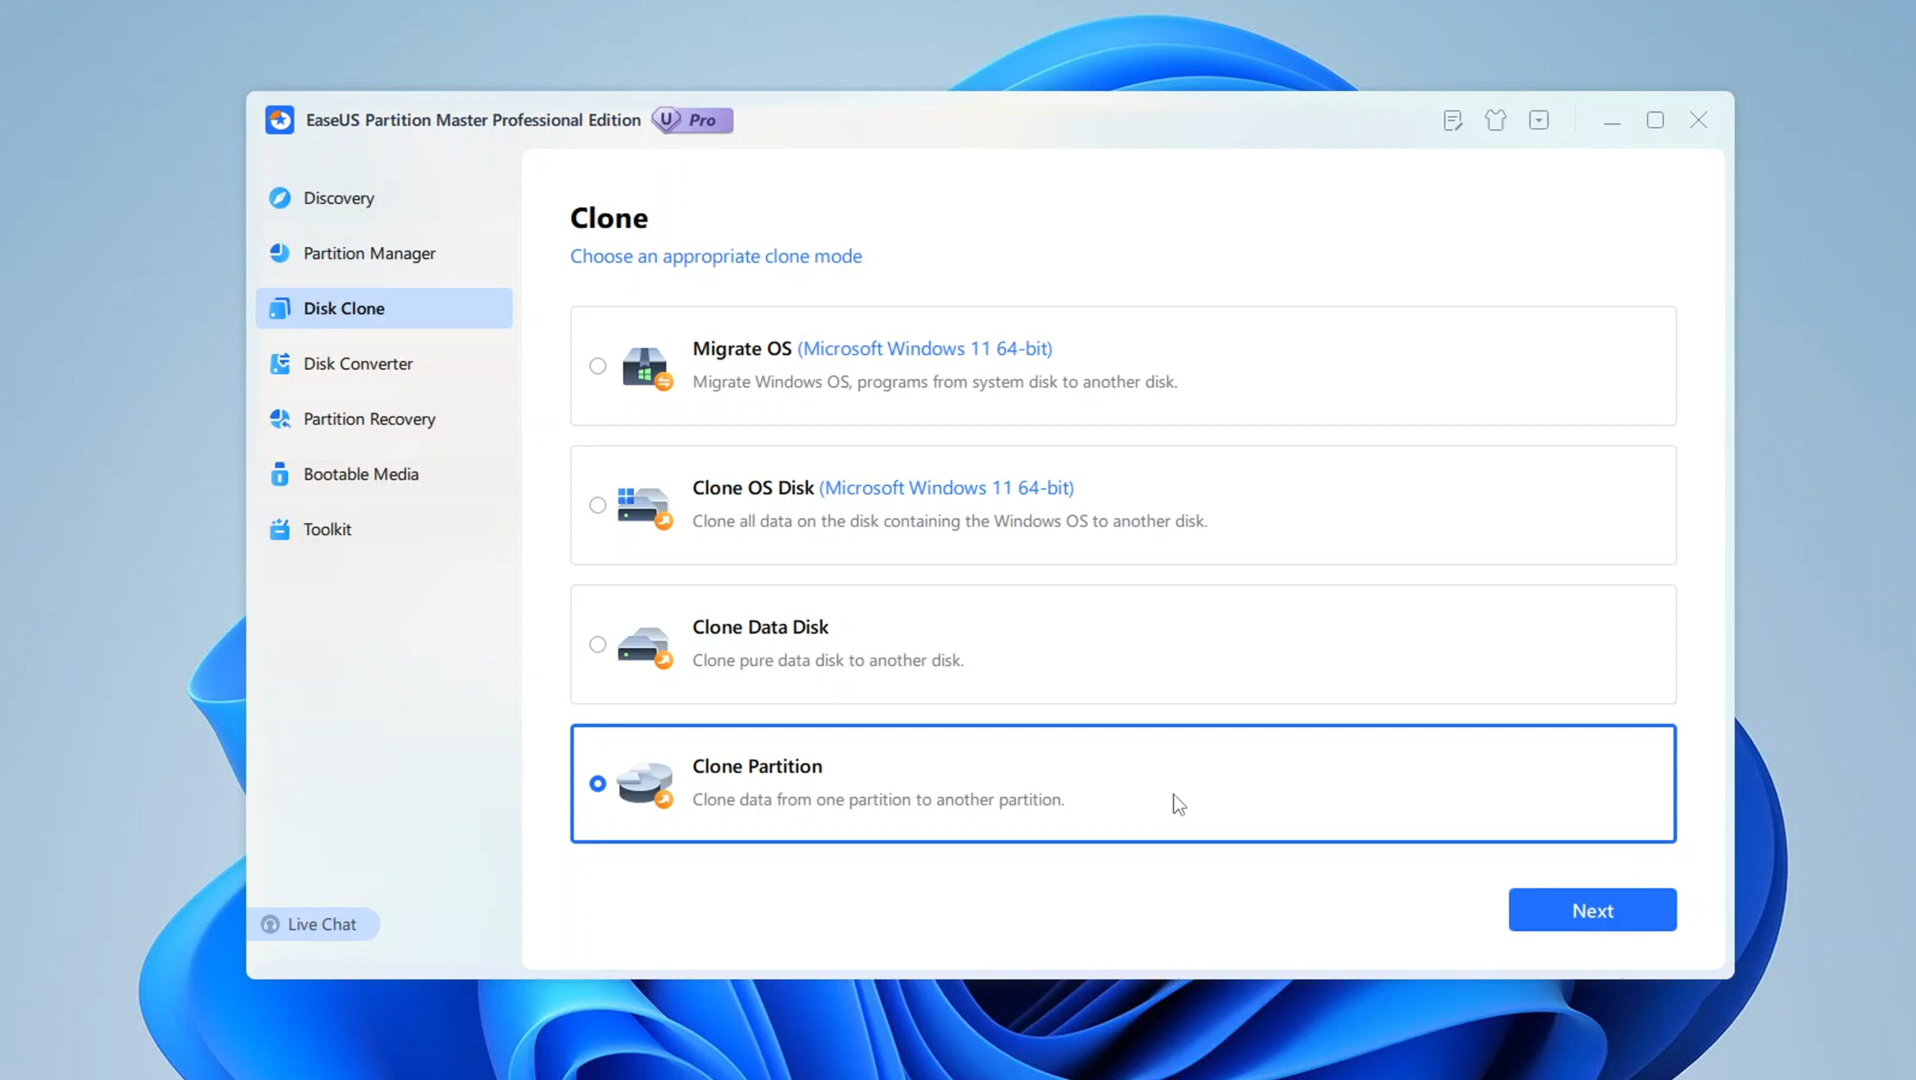 EaseUS Partition Master Professional Edition U Pro
Discovery
Partition Manager
Disk Clone
Disk Converter
Partition Recovery
Bootable Media
Toolkit
Live Chat
Clone
Choose an appropriate clone mode
Migrate OS (Microsoft Windows 11 64-bit)
Migrate Windows OS, programs from system disk to another disk.
Clone OS Disk (Microsoft Windows 11 64-bit)
Clone all data on the disk containing the Windows OS to another disk.
Clone Data Disk
Clone pure data disk to another disk.
Clone Partition
Clone data from one partition to another partition.
Next